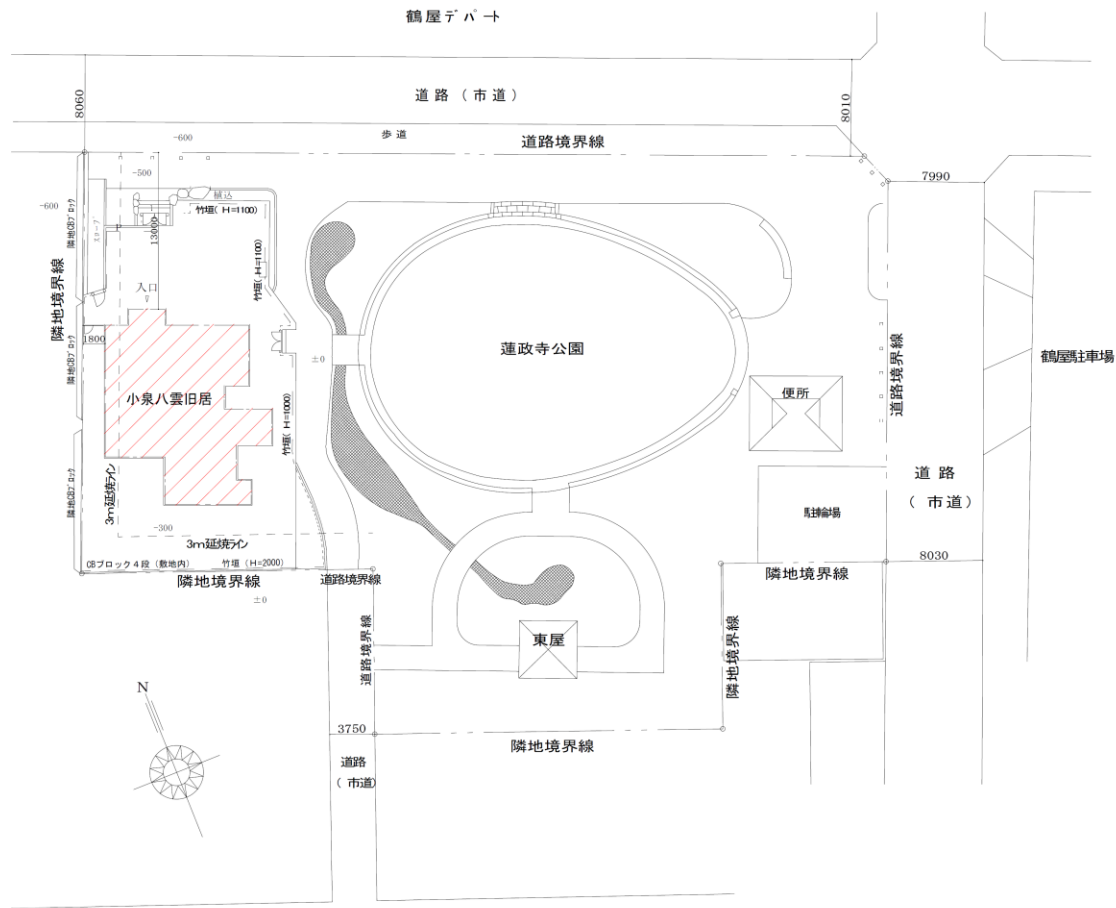 鶴屋デパート
道路（市道）
8060
8010
歩道
道路境界線
-600
-500
7990
-600
植込
竹垣(H=1100)
隣地CBブロック
スロープ
13000
隣地境界線
竹垣(H=1100)
入口
1800
±0
蓮政寺公園
鶴屋駐車場
隣地CBブロック
小泉八雲旧居
便所
道路境界線
竹垣(H=1000)
隣地CBブロック
3m延焼ライン
道路
（市道）
駐輪場
-300
3m延焼ライン
CBブロック４段（敷地内）
竹垣（H=2000）
隣地境界線
道路境界線
隣地境界線
8030
±0
道路境界線
東屋
隣地境界線
N
3750
隣地境界線
道路
（市道）